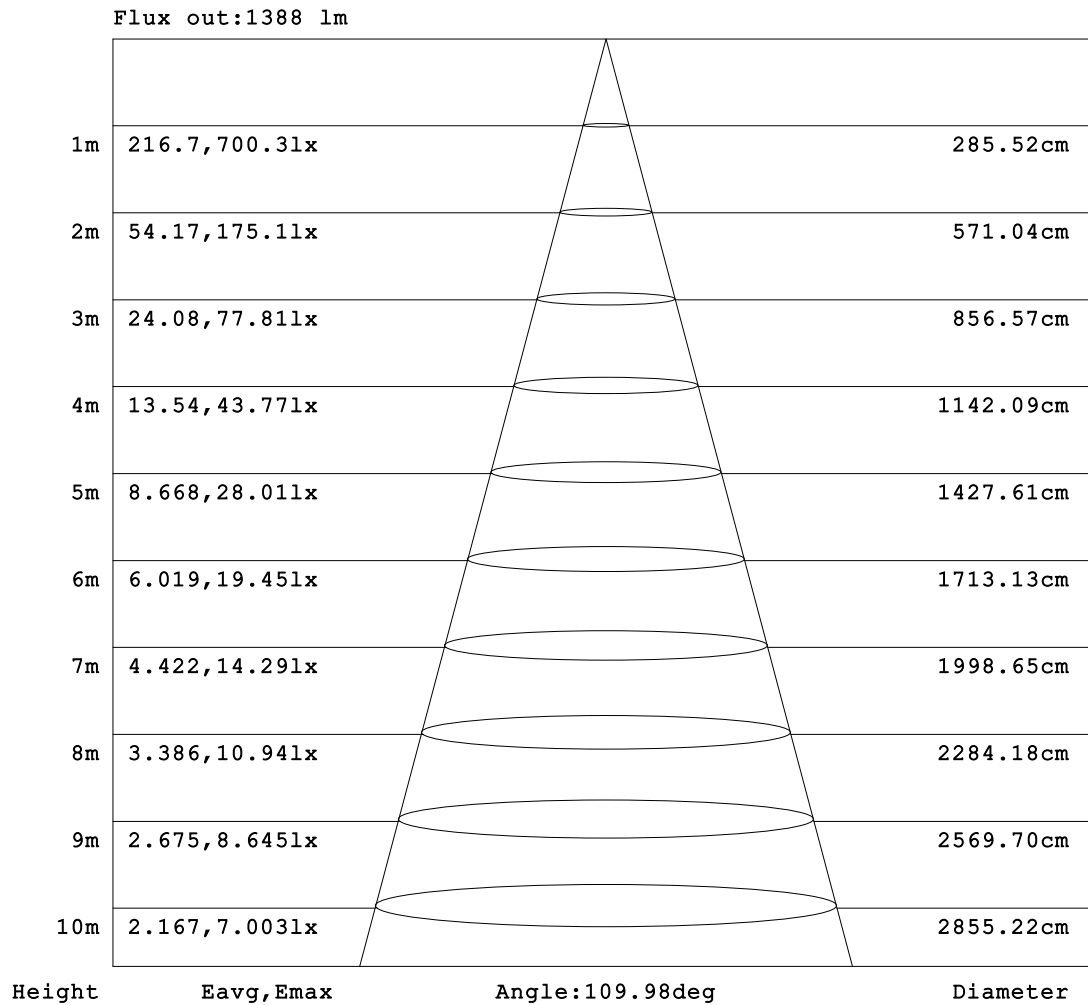 Flux out:1388 lm
1m 216.7,700.3lx 285.52cm
2m 54.17,175.1lx 571.04cm
3m 24.08,77.81lx 856.57cm
4m 13.54,43.77lx 1142.09cm
5m 8.668,28.01lx 1427.61cm
6m 6.019,19.45lx 1713.13cm
7m 4.422,14.29lx 1998.65cm
8m 3.386,10.94lx 2284.18cm
9m 2.675,8.645lx 2569.70cm
10m 2.167,7.003lx 2855.22cm
Height Eavg,Emax Angle:109.98deg Diameter